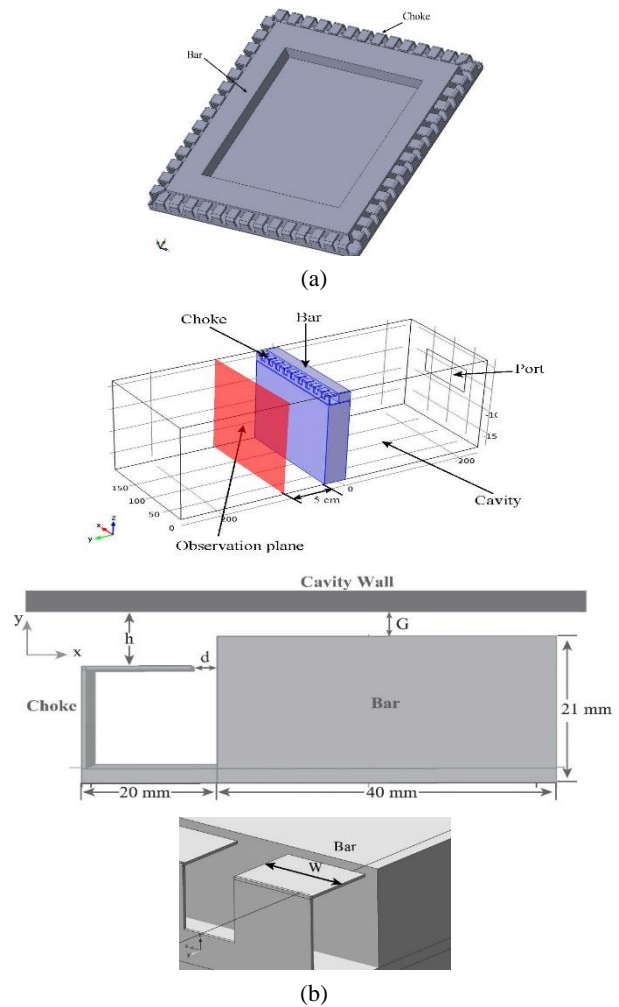 Choke
Bar
(a)
Bar
Choke
Port
-10
-15
200
0
5 cm
Cavity
150
100
50
0
200
Observation plane
x
y
z
Cavity Wall
y
h
G
x
d
Choke
Bar
21 mm
20 mm
40 mm
Bar
W
(b)